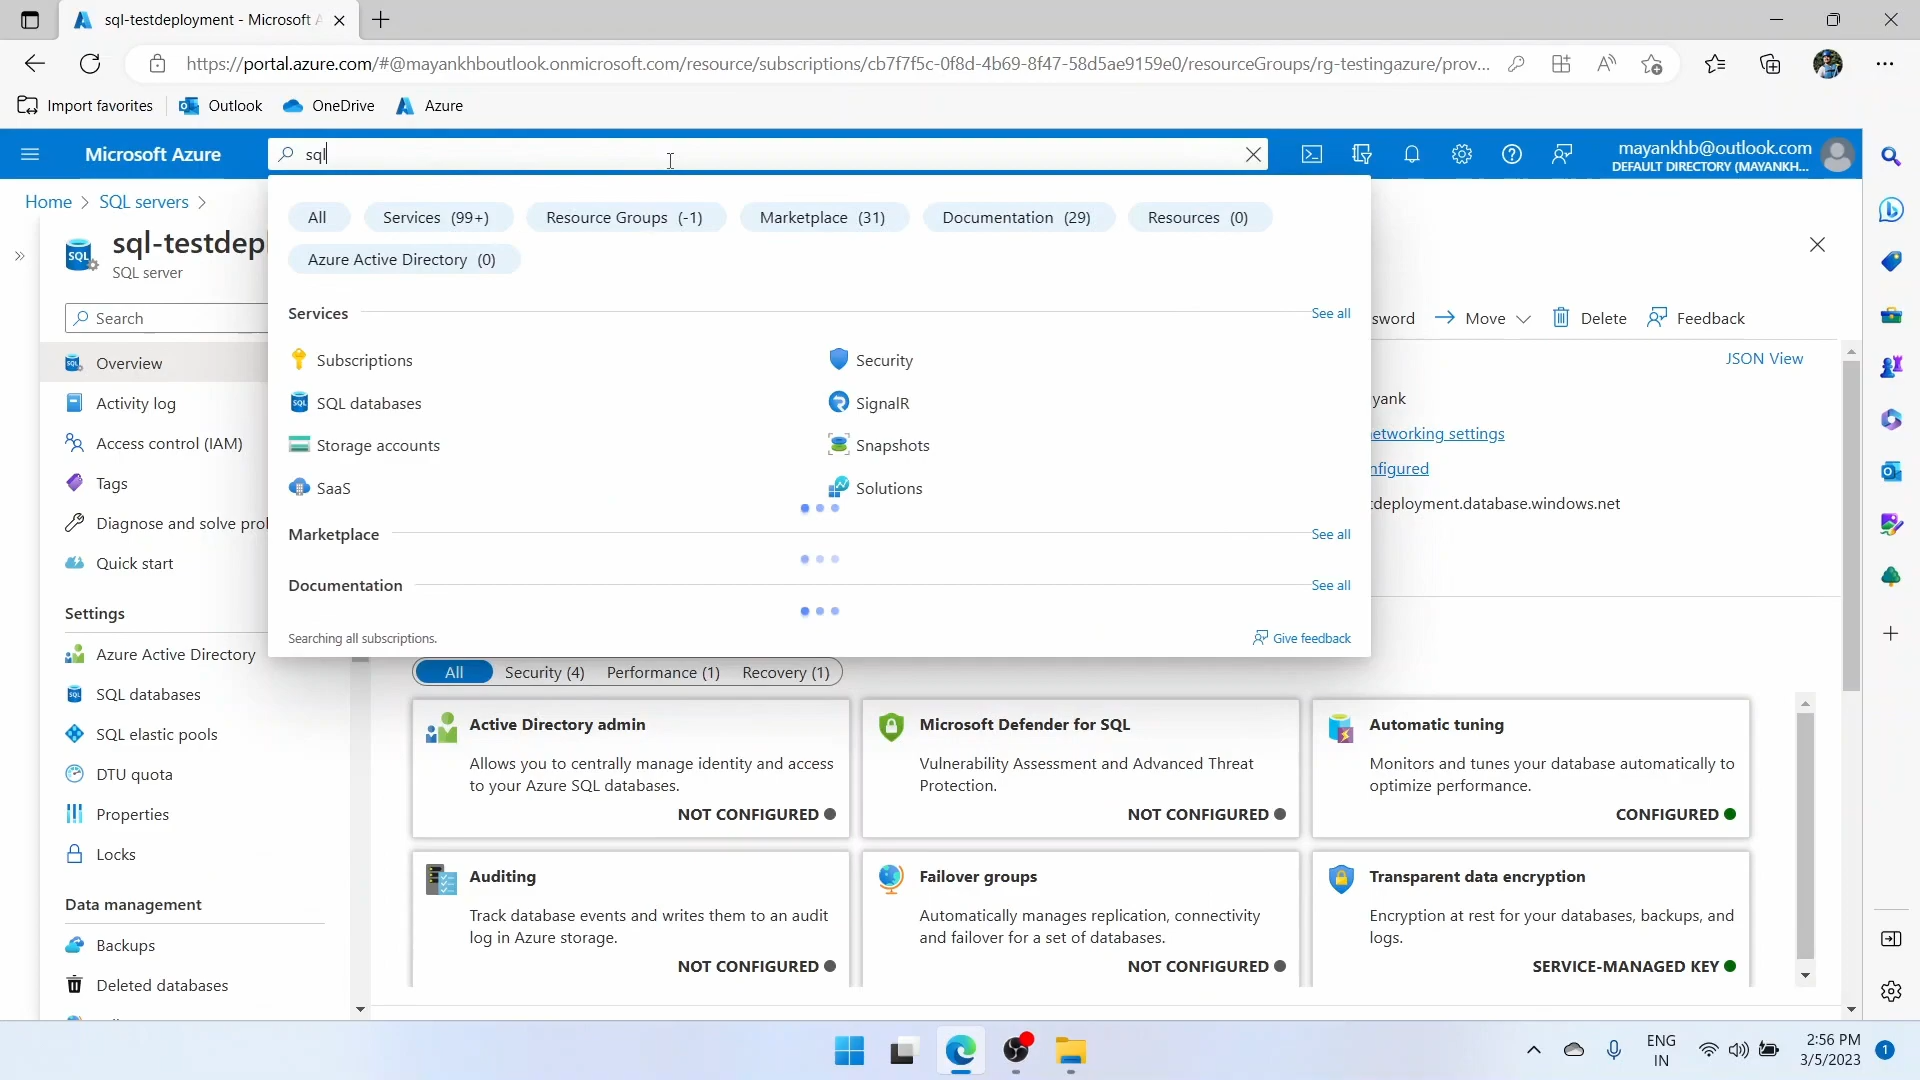 sql-testdeployment - Microsoft A
https://portal.azure.com/#@mayankhboutlook.onmicrosoft.com/resource/subscriptions/cb7f7f5c-0f8d-4b69-8f47-58d5ae9159e0/resourceGroups/rg-testingazure/prov...
Import favorites
Outlook
OneDrive
Azure
Microsoft Azure
sql
mayankhb@outlook.com
DEFAULT DIRECTORY (MAYANKH...
Home > SQL servers >
sql-testdepl
SQL server
Search
Overview
Activity log
Access control (IAM)
Tags
Diagnose and solve prol
Quick start
Settings
Azure Active Directory
SQL databases
SQL elastic pools
DTU quota
Properties
Locks
Data management
Backups
Deleted databases
All
Services (99+)
Resource Groups (-1)
Marketplace (31)
Documentation (29)
Resources (0)
Azure Active Directory (0)
Services
See all
Subscriptions
Security
SQL databases
SignalR
Storage accounts
Snapshots
SaaS
Solutions
Marketplace
See all
Documentation
See all
Searching all subscriptions.
Give feedback
sword
Move
Delete
Feedback
JSON View
yank
etworking settings
nfigured
tdeployment.database.windows.net
All
Security (4)
Performance (1)
Recovery (1)
Active Directory admin
Allows you to centrally manage identity and access
to your Azure SQL databases.
NOT CONFIGURED
Microsoft Defender for SQL
Vulnerability Assessment and Advanced Threat
Protection.
NOT CONFIGURED
Automatic tuning
Monitors and tunes your database automatically to
optimize performance.
CONFIGURED
Auditing
Track database events and writes them to an audit
log in Azure storage.
NOT CONFIGURED
Failover groups
Automatically manages replication, connectivity
and failover for a set of databases.
NOT CONFIGURED
Transparent data encryption
Encryption at rest for your databases, backups, and
logs.
SERVICE-MANAGED KEY
ENG
IN
2:56 PM
3/5/2023
1